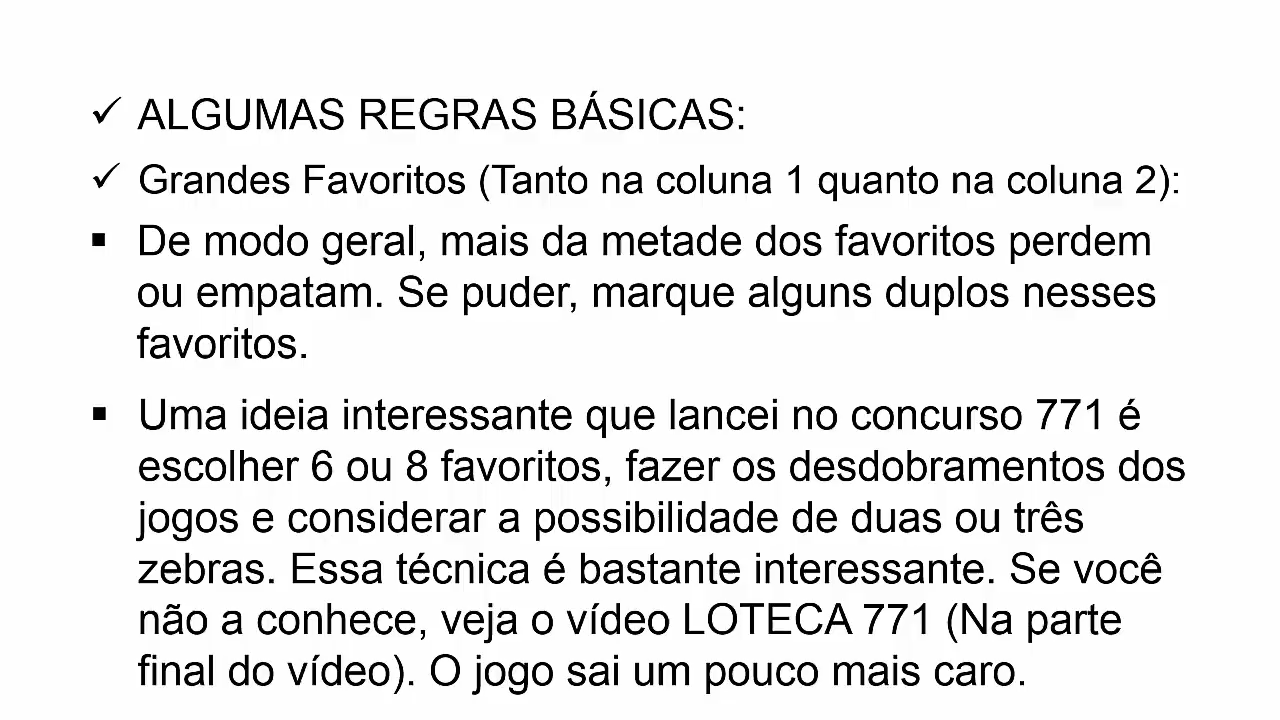 ✓ ALGUMAS REGRAS BÁSICAS:
✓ Grandes Favoritos (Tanto na coluna 1 quanto na coluna 2):
▪ De modo geral, mais da metade dos favoritos perdem
ou empatam. Se puder, marque alguns duplos nesses
favoritos.
▪ Uma ideia interessante que lancei no concurso 771 é
escolher 6 ou 8 favoritos, fazer os desdobramentos dos
jogos e considerar a possibilidade de duas ou três
zebras. Essa técnica é bastante interessante. Se você
não a conhece, veja o vídeo LOTECA 771 (Na parte
final do vídeo). O jogo sai um pouco mais caro.